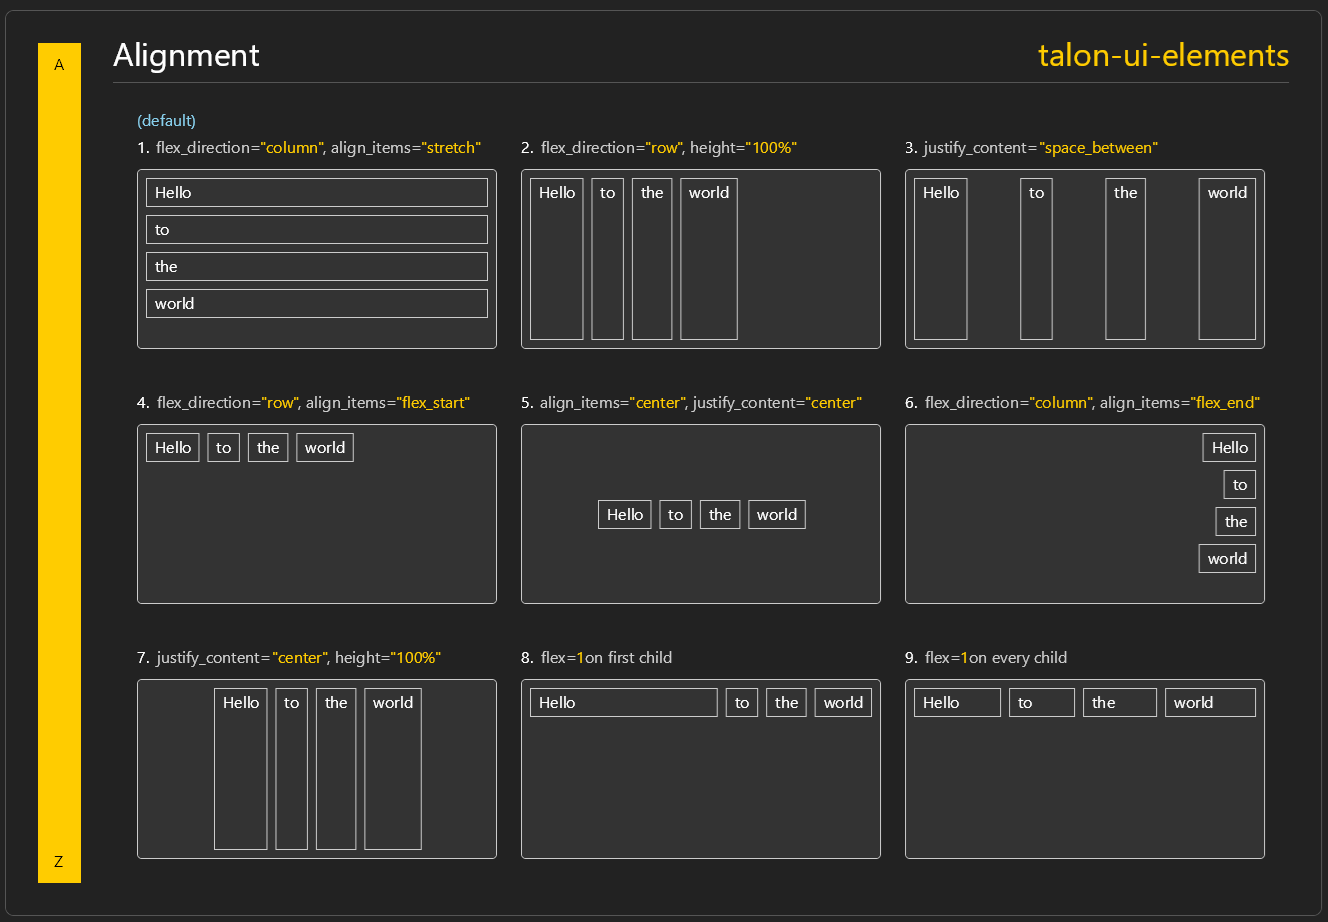 A
Alignment
talon-ui-elements
(default)
1. flex_direction="column", align_items="stretch"
Hello
to
the
world
2. flex_direction="row", height="100%"
Hello to the world
3. justify_content="space_between"
Hello to the world
4. flex_direction="row", align_items="flex_start"
Hello to the world
5. align_items="center", justify_content="center"
Hello to the world
6. flex_direction="column", align_items="flex_end"
Hello
to
the
world
7. justify_content="center", height="100%"
Hello to the world
8. flex=1on first child
Hello to the world
9. flex=1on every child
Hello to the world
Z